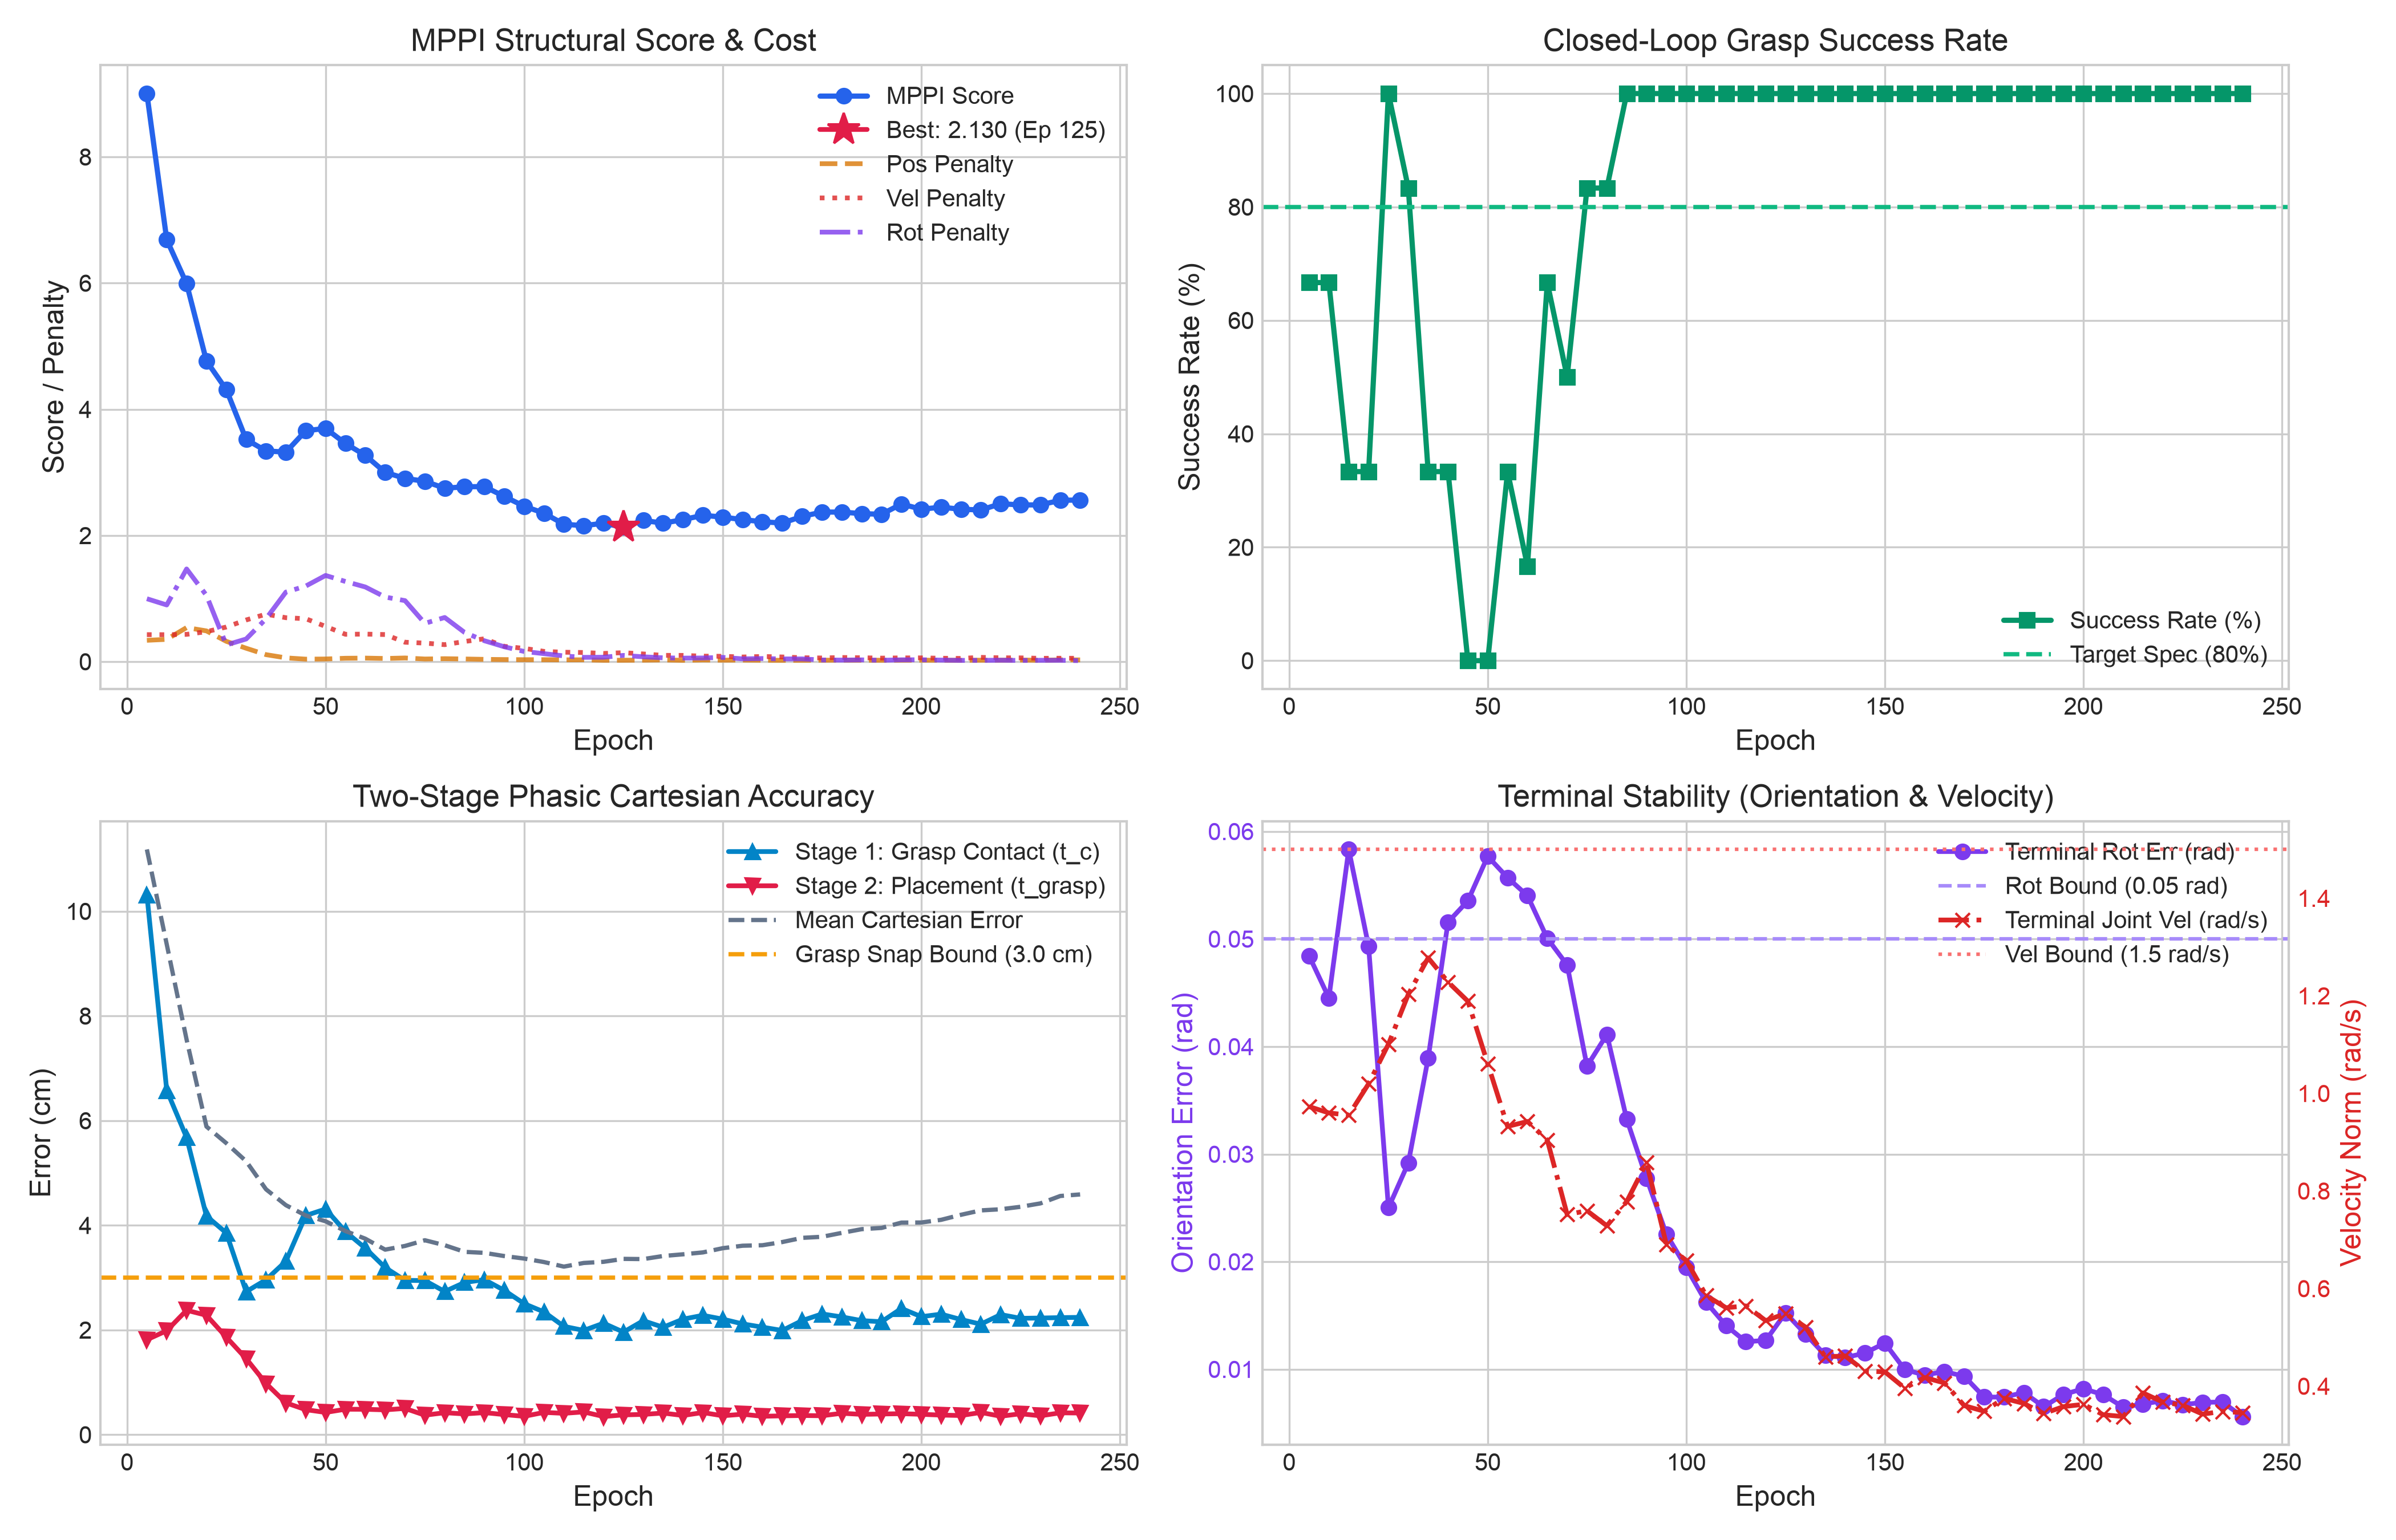 MPPI Structural Score & Cost
Score / Penalty
8
6
4
2
0
MPPI Score
Best: 2.130 (Ep 125)
Pos Penalty
Vel Penalty
Rot Penalty
0 50 100 150 200 250
Epoch
Closed-Loop Grasp Success Rate
Success Rate (%)
100
80
60
40
20
0
Success Rate (%)
Target Spec (80%)
0 50 100 150 200 250
Epoch
Two-Stage Phasic Cartesian Accuracy
Error (cm)
10
8
6
4
2
0
Stage 1: Grasp Contact (t_c)
Stage 2: Placement (t_grasp)
Mean Cartesian Error
Grasp Snap Bound (3.0 cm)
0 50 100 150 200 250
Epoch
Terminal Stability (Orientation & Velocity)
Orientation Error (rad)
0.06
0.05
0.04
0.03
0.02
0.01
Terminal Rot Err (rad)
Rot Bound (0.05 rad)
Terminal Joint Vel (rad/s)
Vel Bound (1.5 rad/s)
1.4
1.2
1.0
0.8
0.6
0.4
Velocity Norm (rad/s)
0 50 100 150 200 250
Epoch